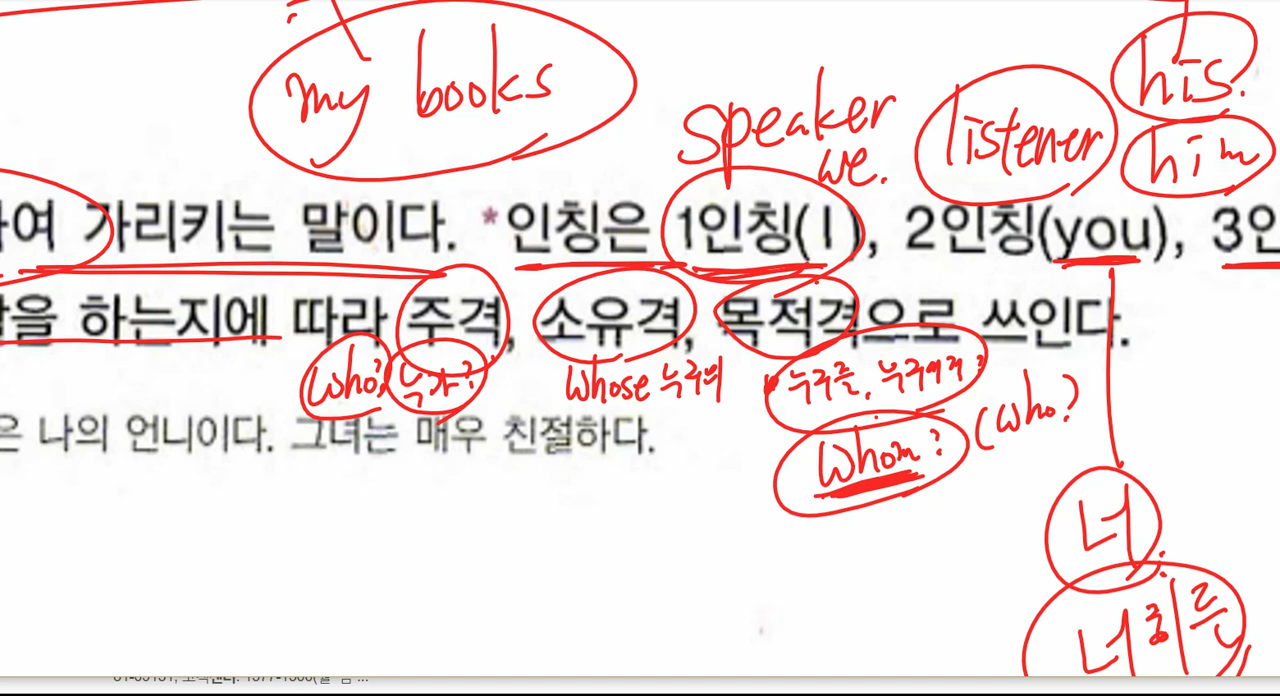 my books
his?
speaker
listener
him
we.
여 가리키는 말이다. *인칭은 1인칭(I), 2인칭(you), 3인
을 하는지에 따라 주격, 소유격, 목적격으로 쓰인다.
who? 누가? whose 누구의 누구를, 누구에게?
은 나의 언니이다. 그녀는 매우 친절하다.
whom? (who?
너
너희들